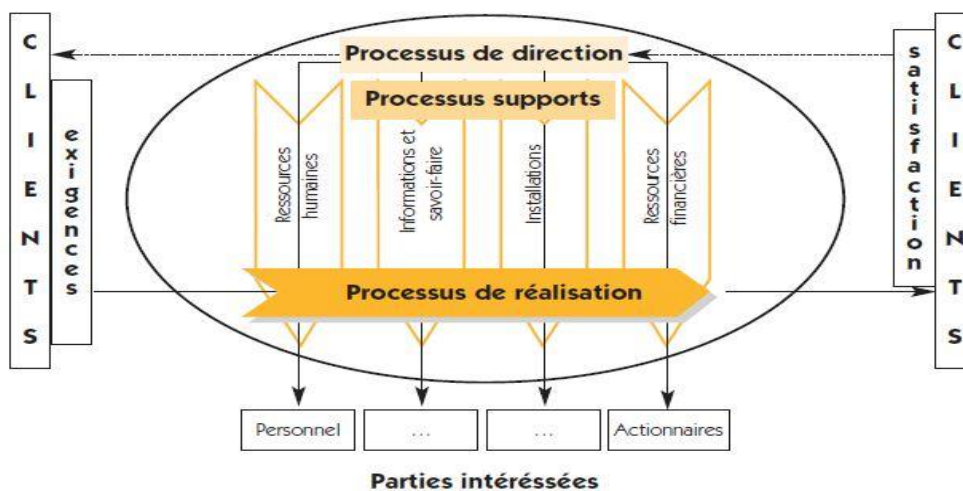 CLIENTS
exigences
Processus de direction
Processus supports
Ressources
humaines
Informations et
savoir-faire
Installations
Ressources
financières
Processus de réalisation
satisfaction
CLIENTS
Personnel
...
...
Actionnaires
Parties intéréssées